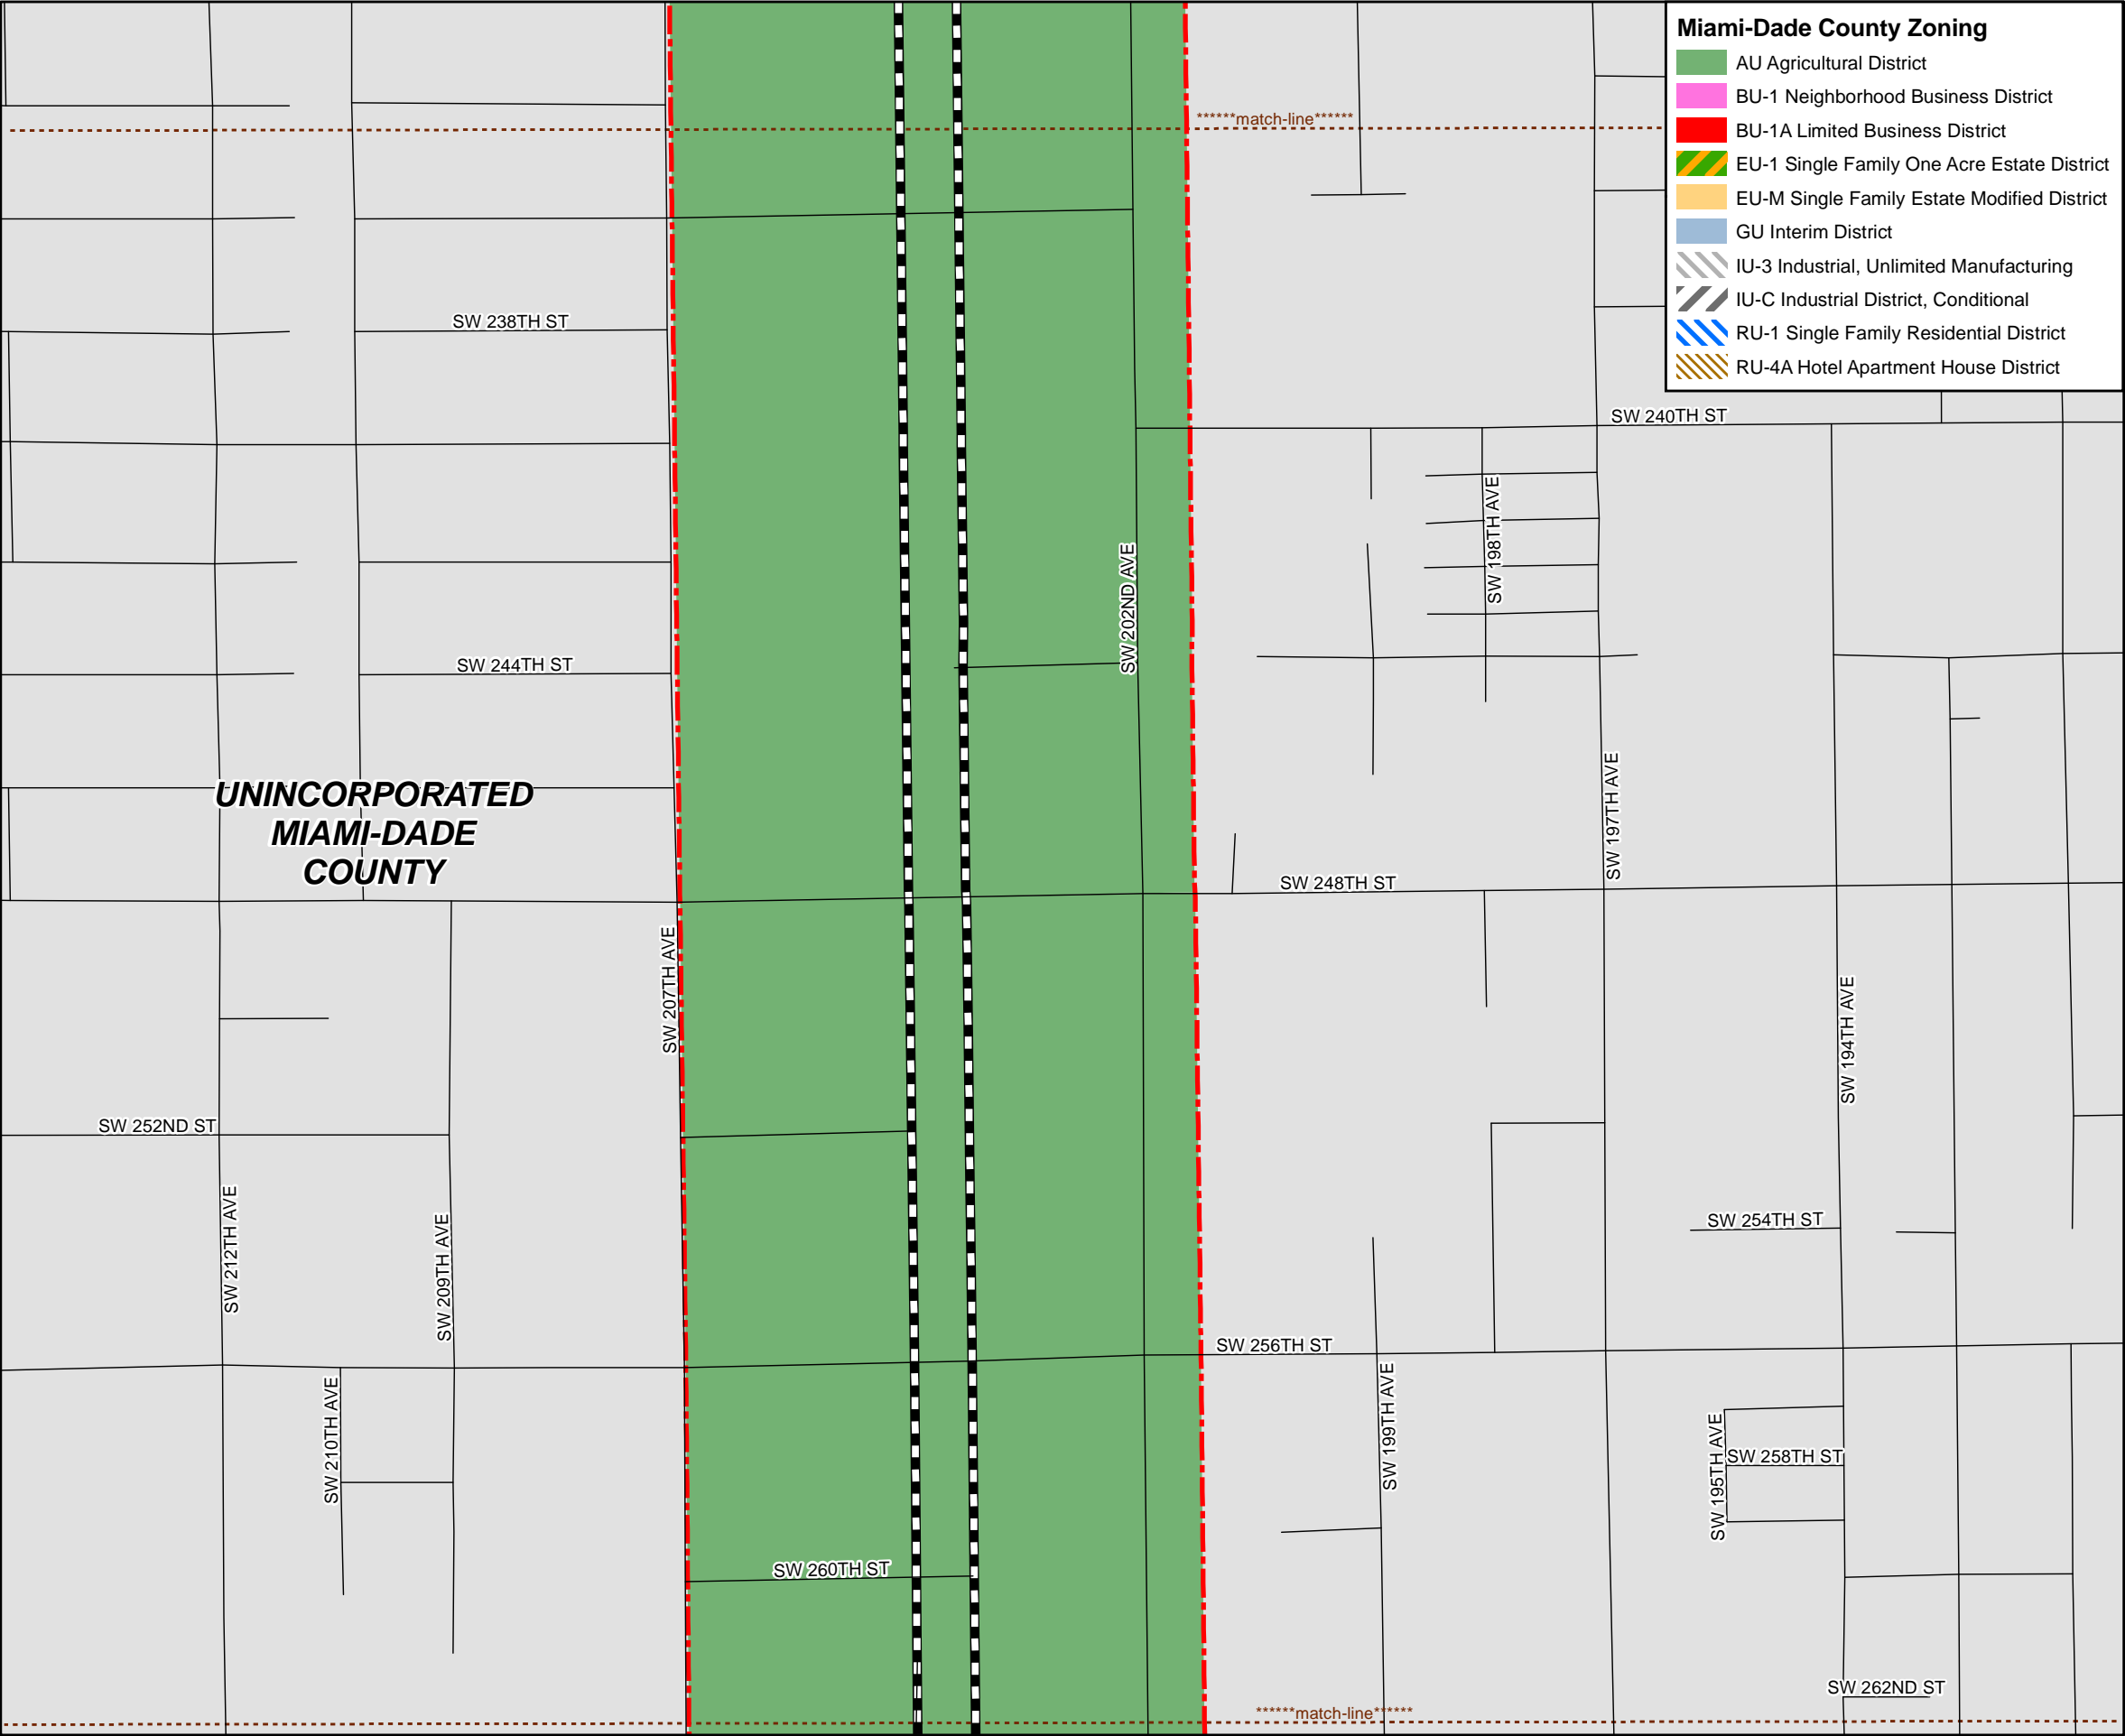 Miami-Dade County Zoning
AU Agricultural District
BU-1 Neighborhood Business District
BU-1A Limited Business District
EU-1 Single Family One Acre Estate District
EU-M Single Family Estate Modified District
GU Interim District
IU-3 Industrial, Unlimited Manufacturing
IU-C Industrial District, Conditional
RU-1 Single Family Residential District
RU-4A Hotel Apartment House District
******match-line******
SW 238TH ST
SW 240TH ST
SW 198TH AVE
SW 202ND AVE
SW 244TH ST
SW 197TH AVE
UNINCORPORATED
MIAMI-DADE
COUNTY
SW 248TH ST
SW 207TH AVE
SW 194TH AVE
SW 252ND ST
SW 212TH AVE
SW 209TH AVE
SW 254TH ST
SW 256TH ST
SW 210TH AVE
SW 199TH AVE
SW 195TH AVE
SW 258TH ST
SW 260TH ST
SW 262ND ST
******match-line******